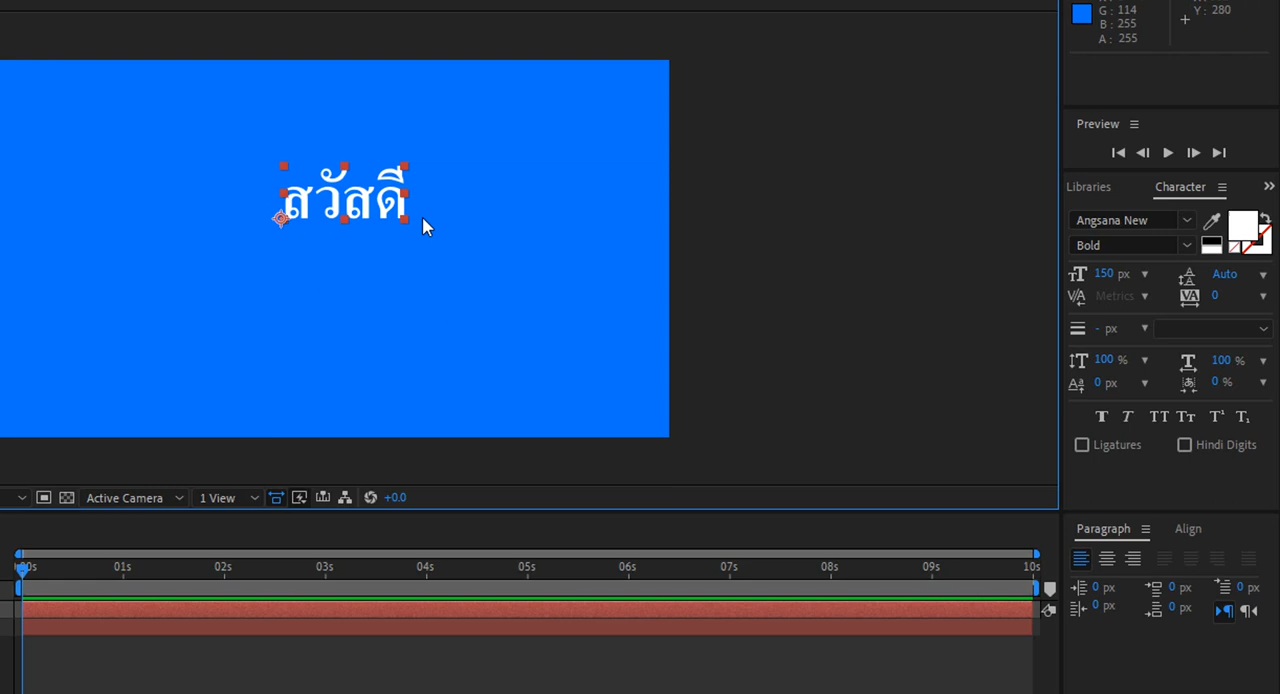 G : 114
B : 255
A : 255
Y : 280
สวัสดี
Preview
Libraries
Character
Angsana New
Bold
150 px
Auto
Metrics
0
- px
100 %
100 %
0 px
0 %
Ligatures
Hindi Digits
Active Camera
1 View
+0.0
Paragraph
Align
00s
01s
02s
03s
04s
05s
06s
07s
08s
09s
10s
0 px
0 px
0 px
0 px
0 px